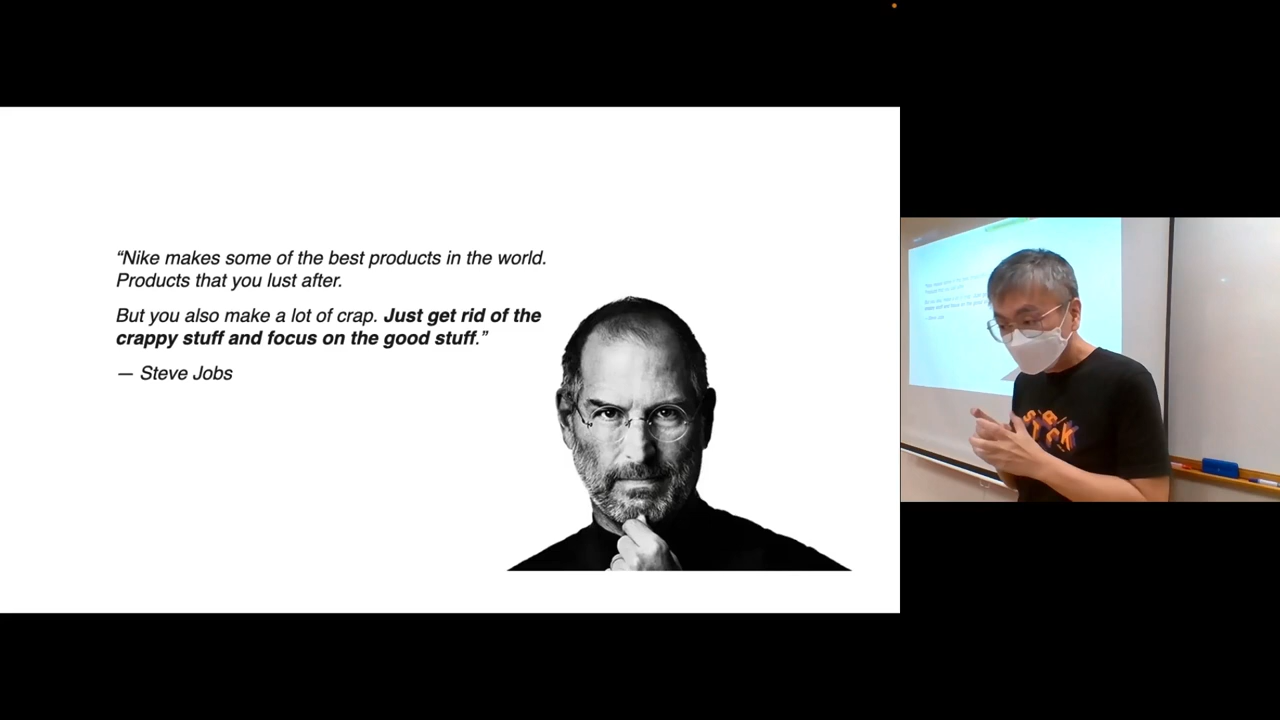 “Nike makes some of the best products in the world.
Products that you lust after.
But you also make a lot of crap. Just get rid of the
crappy stuff and focus on the good stuff.”
— Steve Jobs